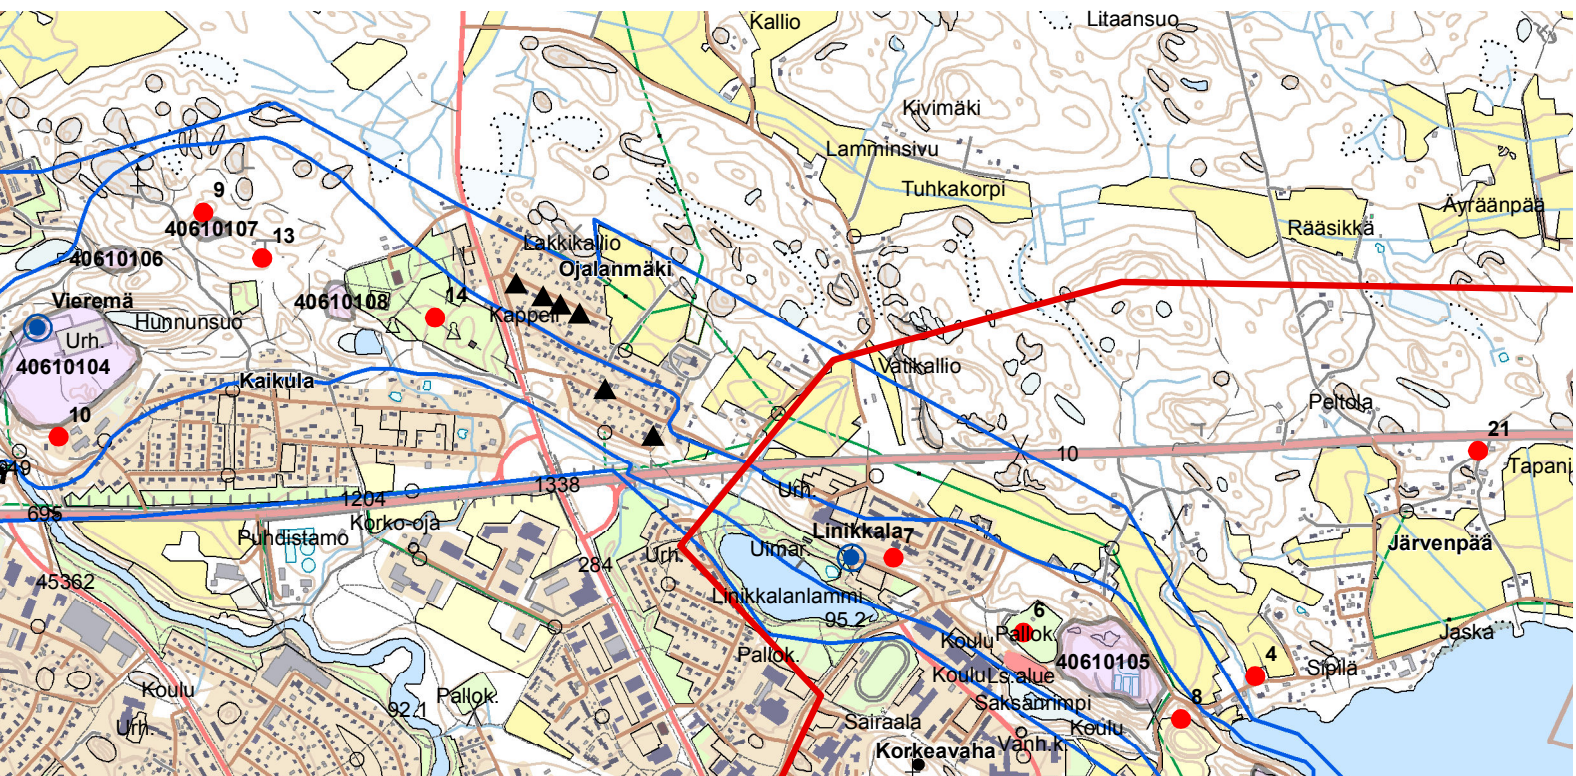 Kallio
Litaansuo
Kivimäki
Lamminsivu
Tuhkakorpi
9
40610107
13
Äyräänpää
Rääsikkä
Lakkikallio
40610106
Ojalanmäki
Vieremä
40610108
14
Hunnunsuo
Kappeli
Urh.
40610104
Vatikallio
Kaikula
Peltola
10
21
10
Tapani
1338
1204
Urh.
695
Korko-oja
Puhdistamo
Linikkala
7
Järvenpää
Urh.
Uimar.
284
45362
Linikkalanlammi
95.2
6
Pallok.
Jaska
Koulu
Pallok.
40610105
4
Sipilä
Koulu
Ls.alue
Koulu
Pallok.
8
Saksanrimpi
92.1
Sairaala
Koulu
Urh.
Vanh.k.
Korkeavaha